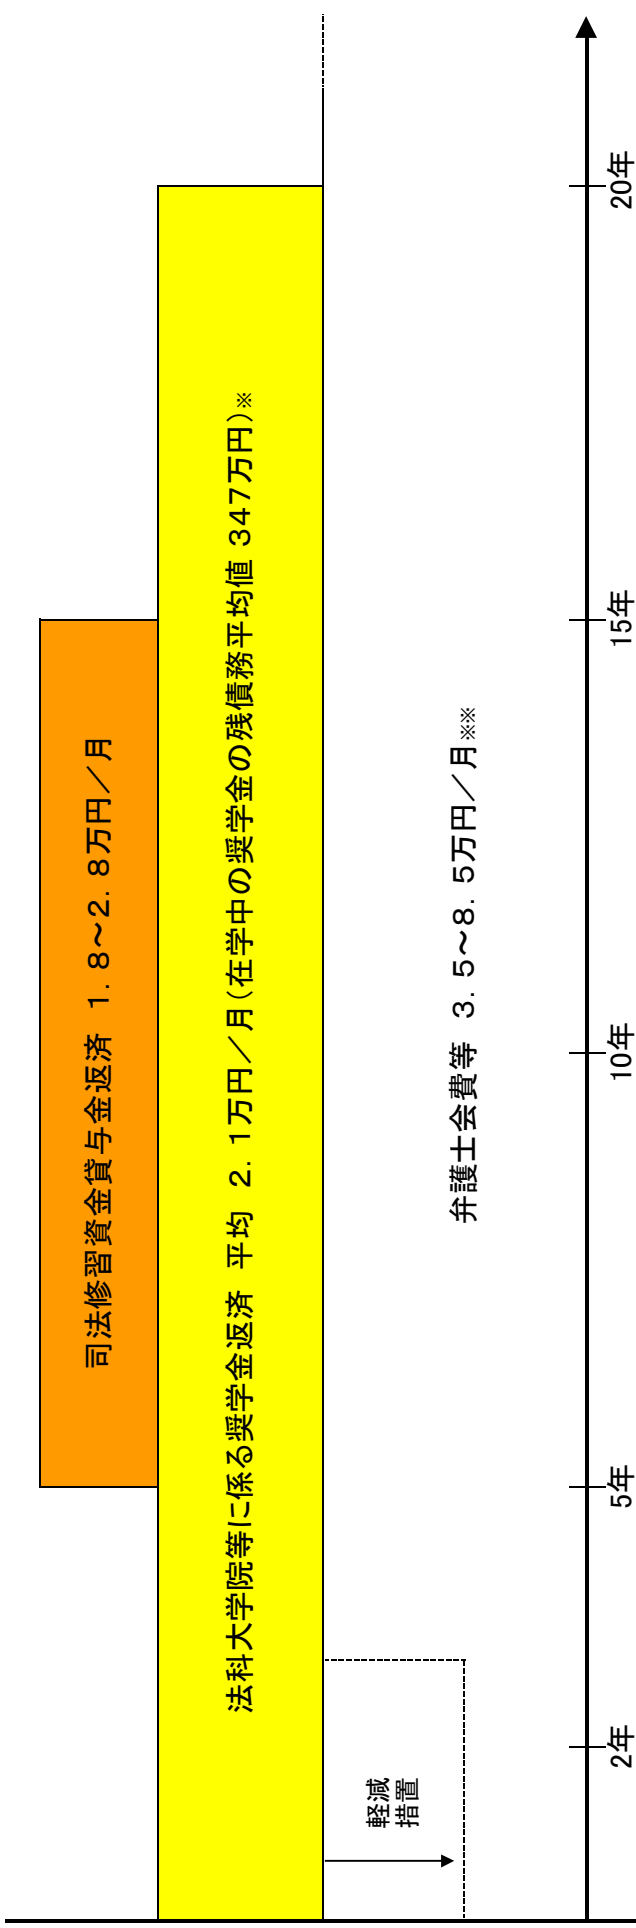 司法修習資金貸与金返済 １．８～２．８万円／月
法科大学院等に係る奨学金返済 平均 ２．１万円／月（在学中の奨学金の残債務平均値 ３４７万円）※
軽減
措置
弁護士会費等 ３．５～８．５万円／月※※
2年
5年
10年
15年
20年